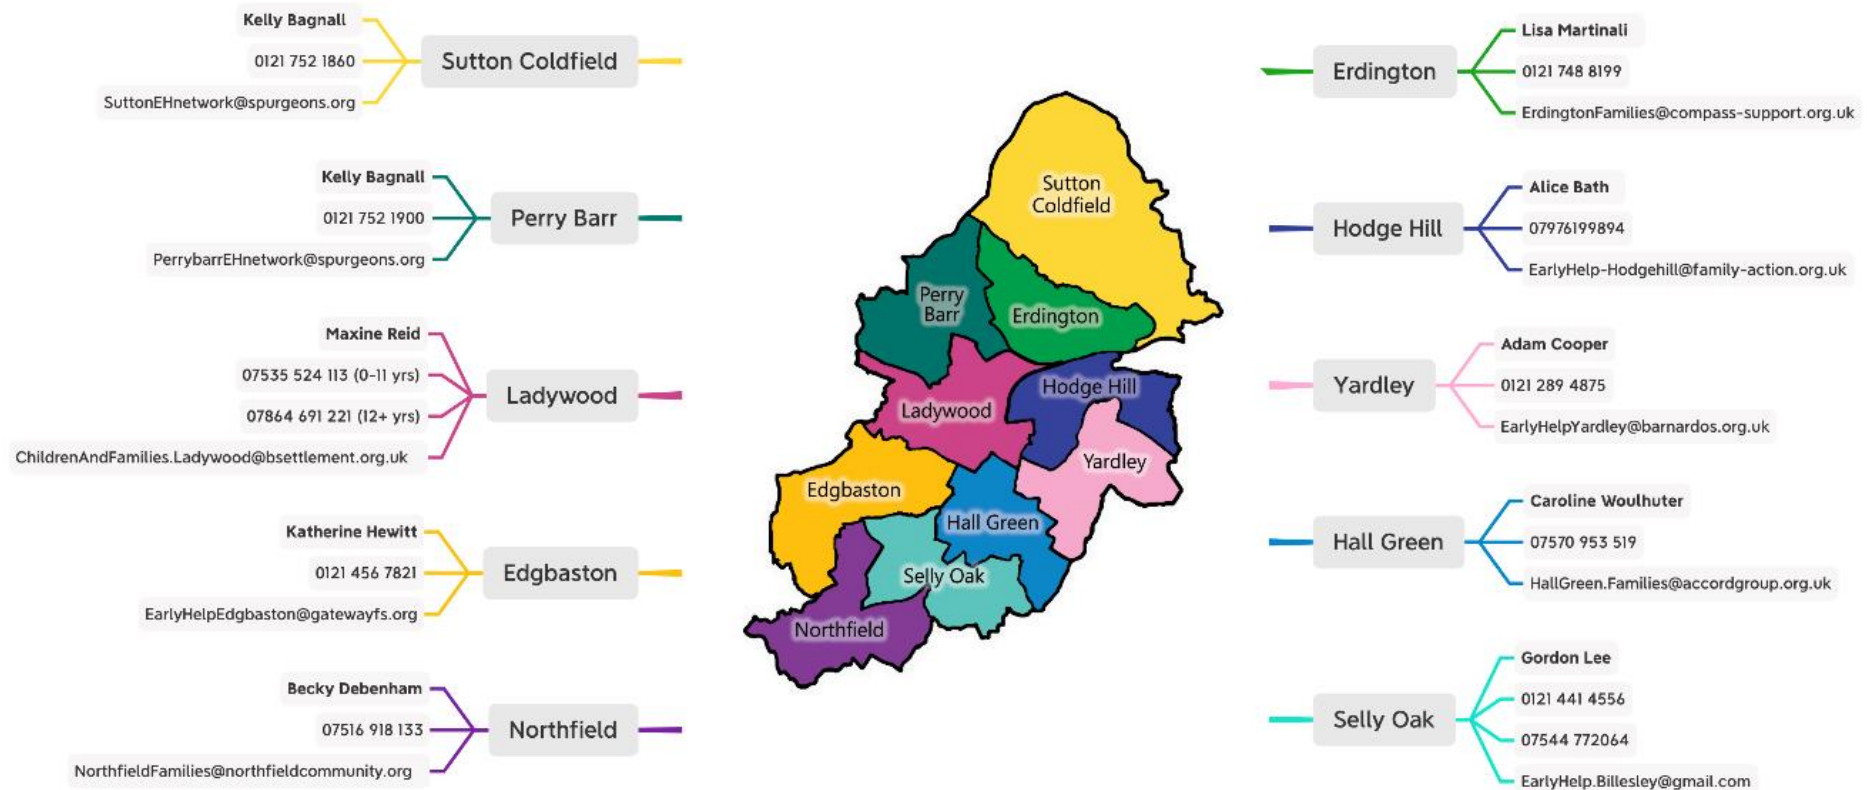 Kelly Bagnall
0121 752 1860
SuttonEHnetwork@spurgeons.org
Sutton Coldfield
Kelly Bagnall
0121 752 1900
PerrybarrEHnetwork@spurgeons.org
Perry Barr
Maxine Reid
07535 524 113 (0-11 yrs)
07864 691 221 (12+ yrs)
ChildrenAndFamilies.Ladywood@bsettlement.org.uk
Ladywood
Katherine Hewitt
0121 456 7821
EarlyHelpEdgbaston@gatewayfs.org
Edgbaston
Becky Debenham
07516 918 133
NorthfieldFamilies@northfieldcommunity.org
Northfield
Sutton
Coldfield
Perry
Barr
Erdington
Hodge Hill
Ladywood
Yardley
Edgbaston
Hall Green
Selly Oak
Northfield
Erdington
Lisa Martinali
0121 748 8199
ErdingtonFamilies@compass-support.org.uk
Hodge Hill
Alice Bath
07976199894
EarlyHelp-Hodgehill@family-action.org.uk
Yardley
Adam Cooper
0121 289 4875
EarlyHelpYardley@barnardos.org.uk
Hall Green
Caroline Woulhuter
07570 953 519
HallGreen.Families@accordgroup.org.uk
Selly Oak
Gordon Lee
0121 441 4556
07544 772064
EarlyHelp.Billesley@gmail.com